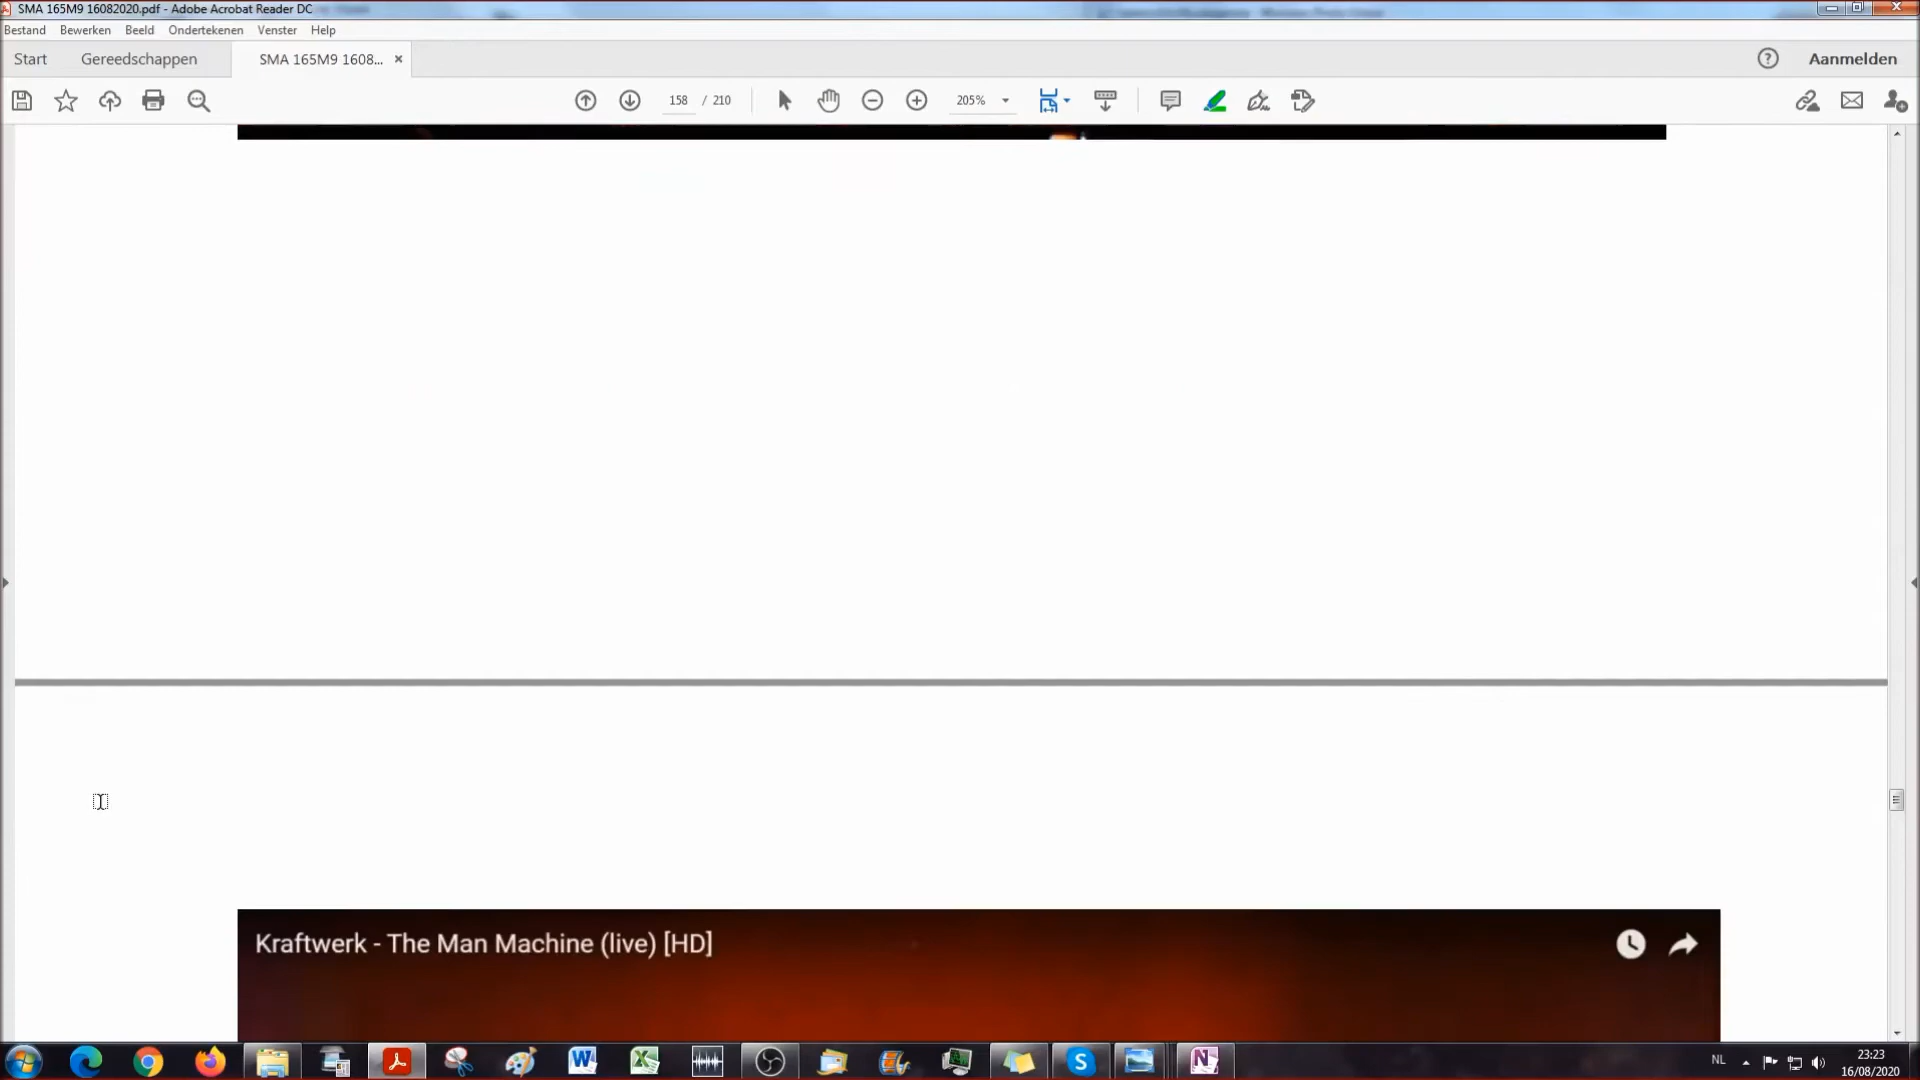 SMA 165M9 16082020.pdf - Adobe Acrobat Reader DC
Bestand Bewerken Beeld Ondertekenen Venster Help
Start Gereedschappen SMA 165M9 1608... × Aanmelden
158 / 210 205%
Kraftwerk - The Man Machine (live) [HD]
NL 23:23
16/08/2020